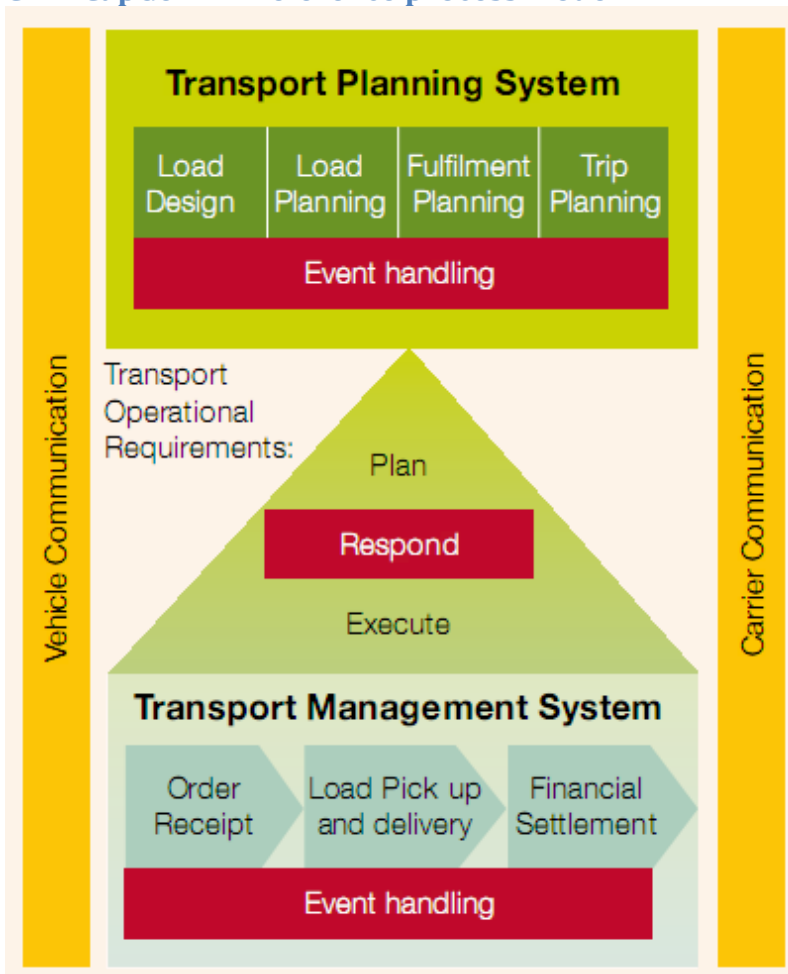 Transport Planning System
Load
Design
Load
Planning
Fulfilment
Planning
Trip
Planning
Event handling
Vehicle Communication
Transport
Operational
Requirements:
Plan
Respond
Execute
Carrier Communication
Transport Management System
Order
Receipt
Load Pick up
and delivery
Financial
Settlement
Event handling